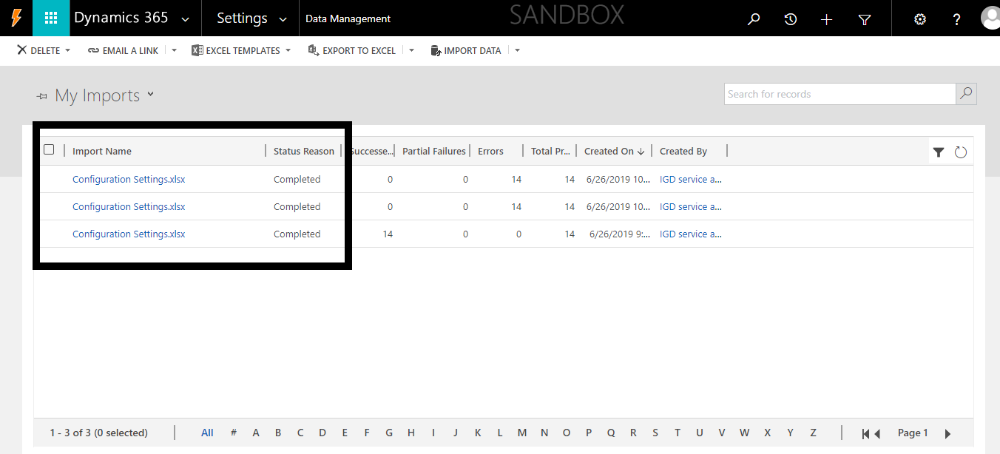 Dynamics 365 Settings Data Management SANDBOX ?
DELETE EMAIL A LINK EXCEL TEMPLATES EXPORT TO EXCEL IMPORT DATA
My Imports Search for records
Import Name Status Reason Successe... Partial Failures Errors Total Pr... Created On Created By
Configuration Settings.xlsx Completed 0 0 14 14 6/26/2019 10... IGD service a...
Configuration Settings.xlsx Completed 0 0 14 14 6/26/2019 10... IGD service a...
Configuration Settings.xlsx Completed 14 0 0 14 6/26/2019 9:... IGD service a...
1 - 3 of 3 (0 selected) All # A B C D E F G H I J K L M N O P Q R S T U V W X Y Z Page 1